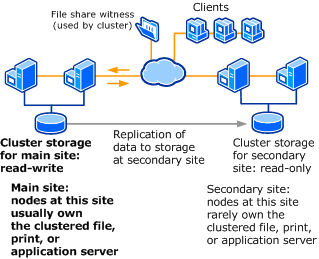 File share witness
(used by cluster)
Clients
Cluster storage
for main site:
read-write
Replication of
data to storage
at secondary site
Cluster storage
for secondary
site: read-only
Main site:
nodes at this site
usually own
the clustered file,
print, or
application server
Secondary site:
nodes at this site
rarely own the
clustered file, print,
or application server